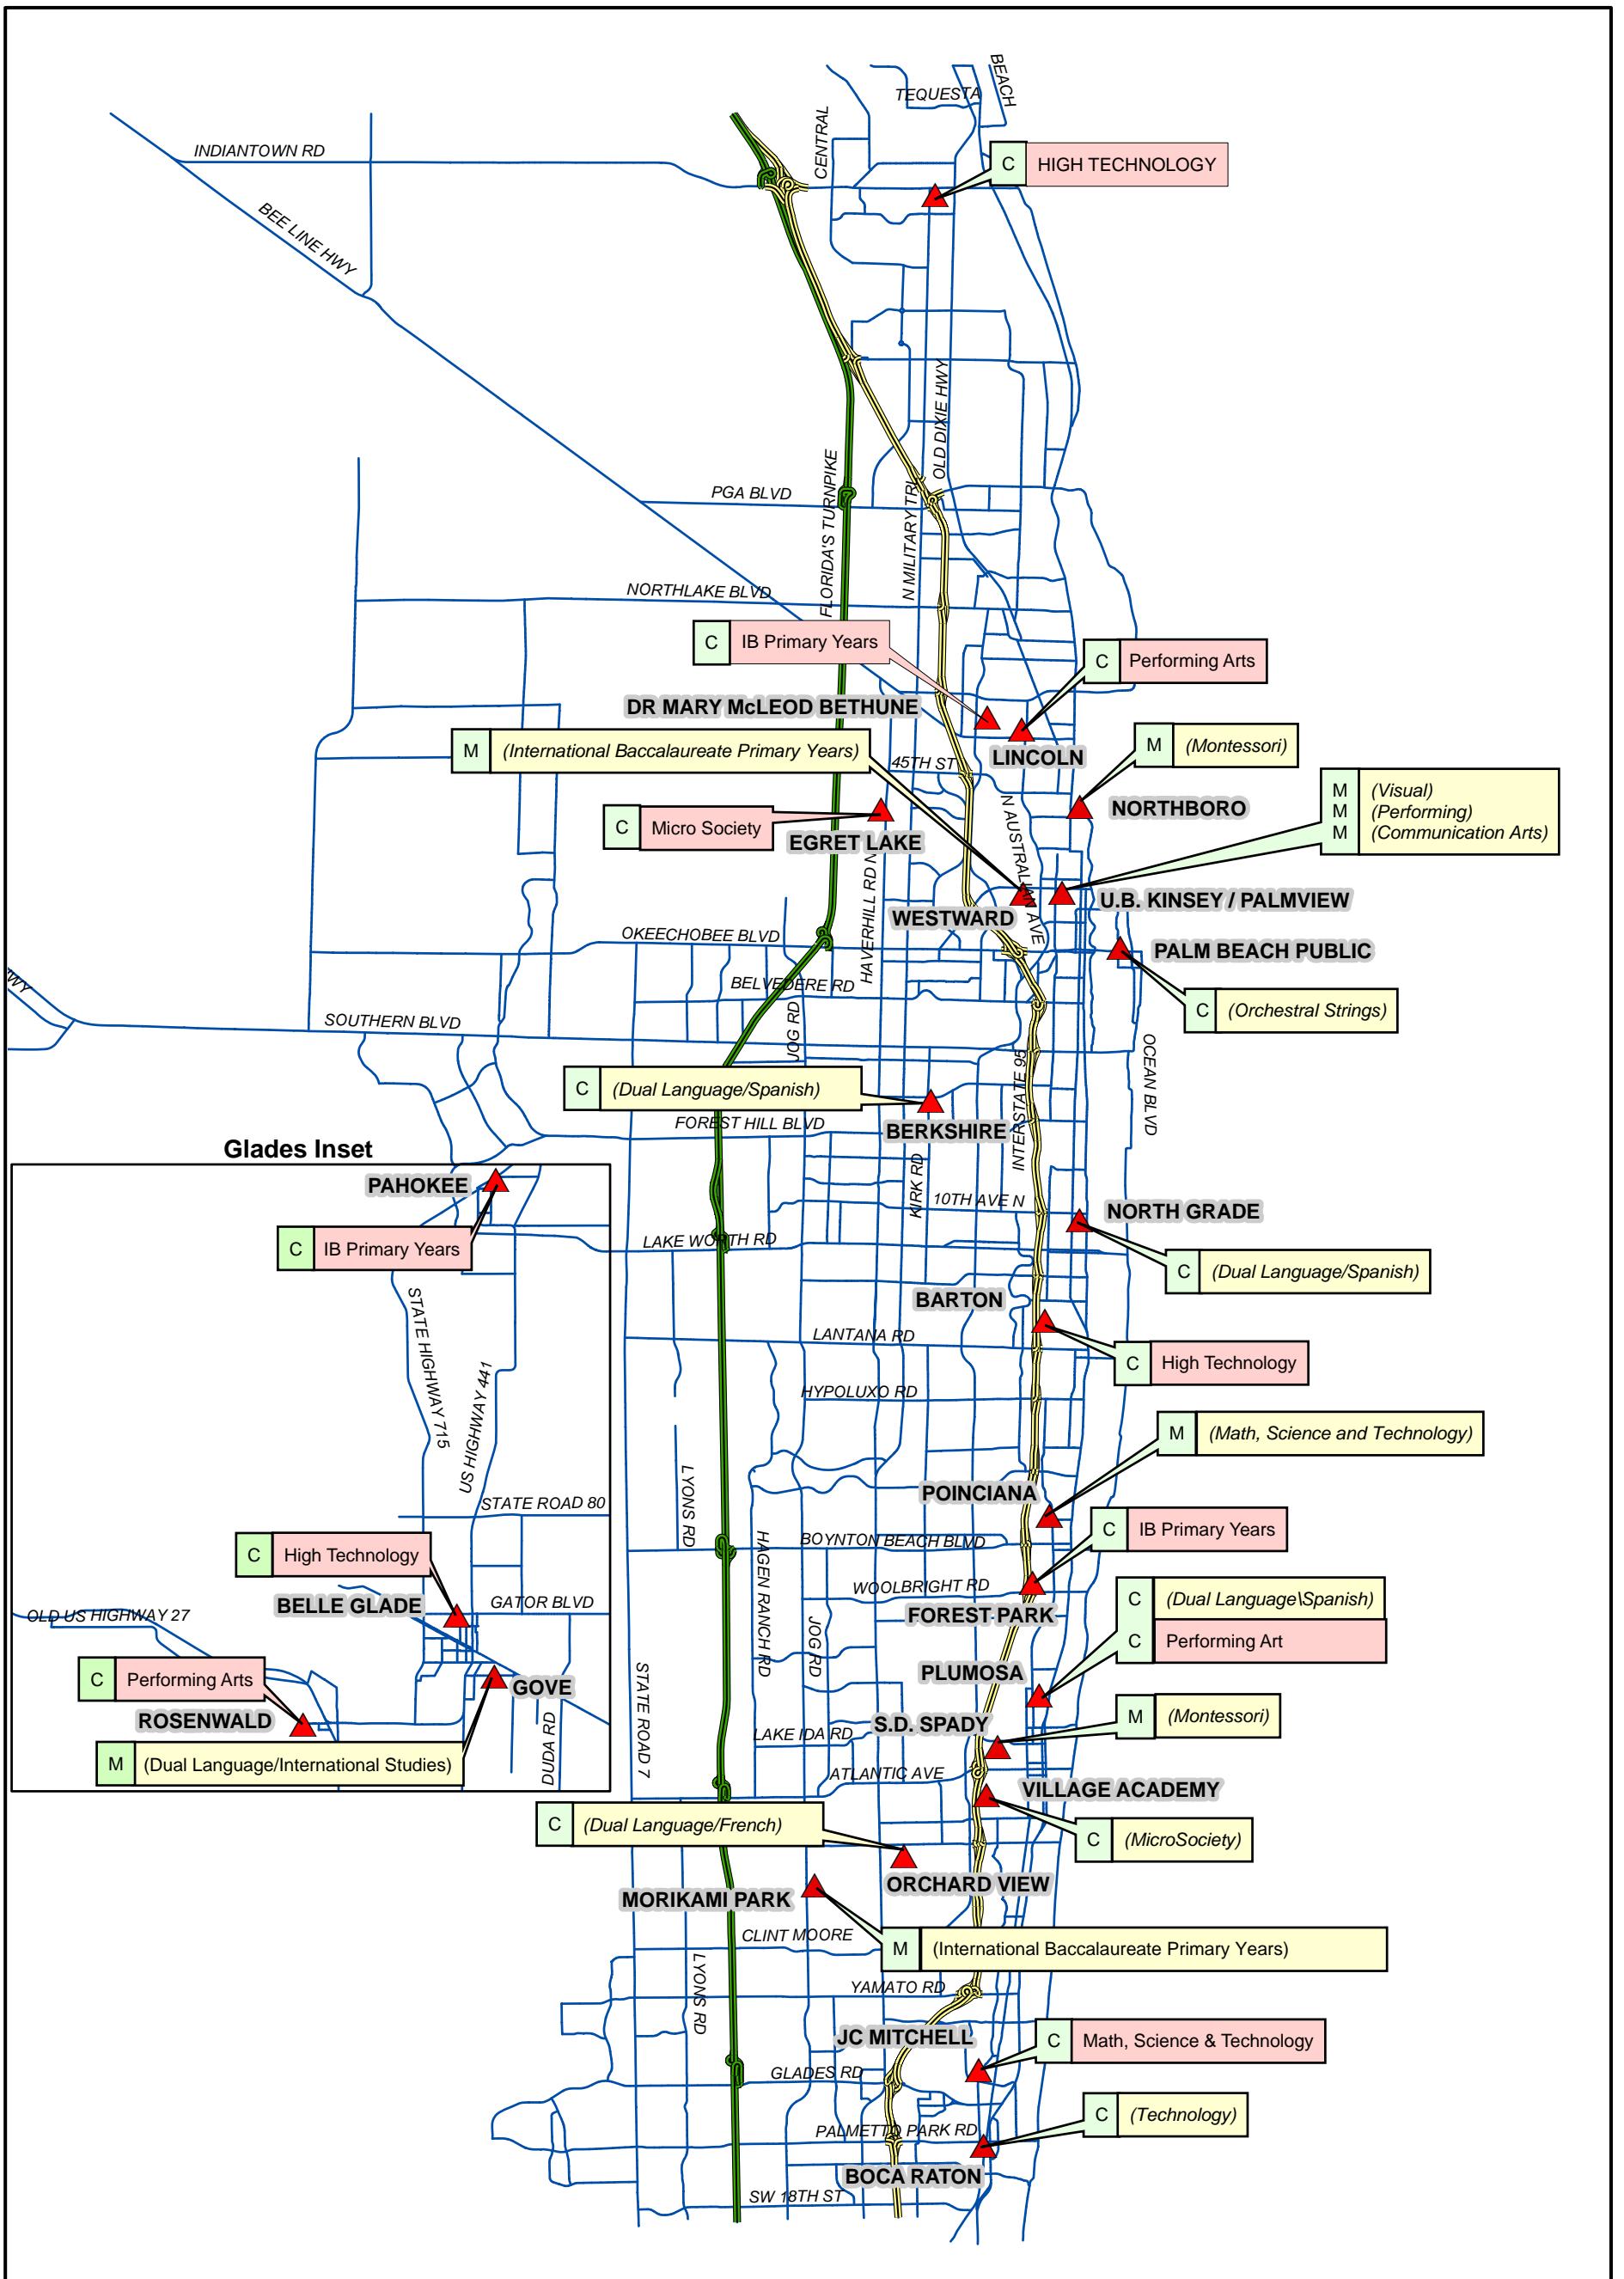 BEACH
TEQUESTA
CENTRAL
INDIANTOWN RD
C HIGH TECHNOLOGY
BEE LINE HWY
OLD DIXIE HWY
FLORIDA'S TURNPIKE
PGA BLVD
N MILITARY TRL
NORTHLAKE BLVD
C IB Primary Years
C Performing Arts
DR MARY McLEOD BETHUNE
M (International Baccalaureate Primary Years)
LINCOLN
M (Montessori)
45TH ST
M (Visual)
M (Performing)
M (Communication Arts)
NORTHBORO
C Micro Society
EGRET LAKE
N AUSTRALIAN AVE
HAVERHILL RD N
WESTWARD
U.B. KINSEY / PALMVIEW
OKEECHOBEE BLVD
PALM BEACH PUBLIC
WY
BELVEDERE RD
C (Orchestral Strings)
SOUTHERN BLVD
JOG RD
OCEAN BLVD
INTERSTATE 95
C (Dual Language/Spanish)
FOREST HILL BLVD
BERKSHIRE
Glades Inset
PAHOKEE
KIRK RD
10TH AVE N
NORTH GRADE
C IB Primary Years
LAKE WORTH RD
C (Dual Language/Spanish)
BARTON
STATE HIGHWAY 715
LANTANA RD
C High Technology
US HIGHWAY 441
HYPOLUXO RD
M (Math, Science and Technology)
LYONS RD
POINCIANA
STATE ROAD 80
HAGEN RANCH RD
BOYNTON BEACH BLVD
C IB Primary Years
C High Technology
WOOLBRIGHT RD
C (Dual Language\Spanish)
BELLE GLADE
GATOR BLVD
OLD US HIGHWAY 27
FOREST PARK
JOG RD
C Performing Art
C Performing Arts
GOVE
PLUMOSA
STATE ROAD 7
ROSENWALD
DUDA RD
LAKE IDA RD
S.D. SPADY
M (Montessori)
M (Dual Language/International Studies)
ATLANTIC AVE
VILLAGE ACADEMY
C (Dual Language/French)
C (MicroSociety)
ORCHARD VIEW
MORIKAMI PARK
CLINT MOORE
M (International Baccalaureate Primary Years)
LYONS RD
YAMATO RD
JC MITCHELL
C Math, Science & Technology
GLADES RD
C (Technology)
PALMETTO PARK RD
BOCA RATON
SW 18TH ST